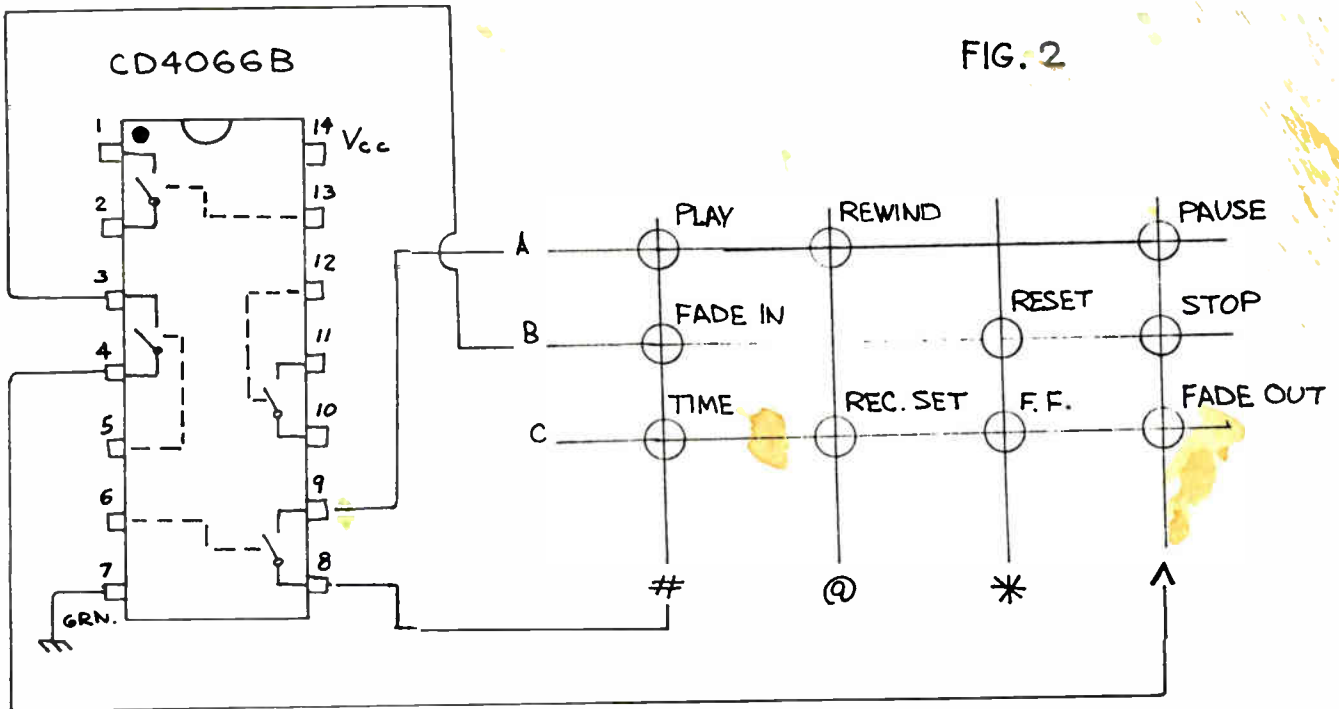 CD4066B
FIG. 2
1
14 Vcc
2
13
3
12
4
11
5
10
6
9
7
8
GRN.
A
PLAY
REWIND
PAUSE
B
FADE IN
RESET
STOP
C
TIME
REC. SET
F.F.
FADE OUT
#
@
*
^